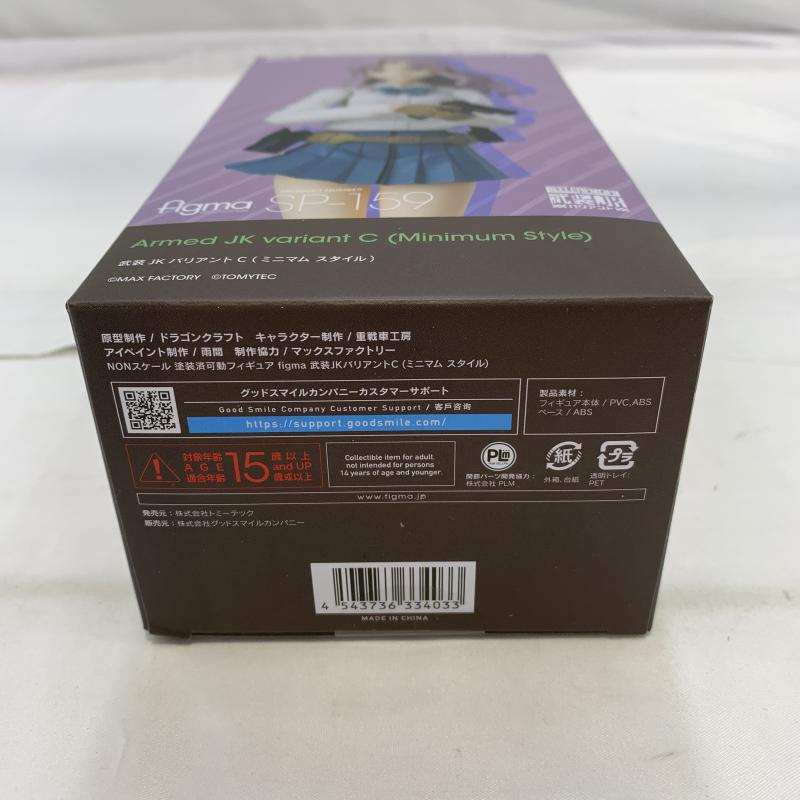 figma SP-159
武装JK
バリアント
Armed JK variant C (Minimum Style)
武装 JK バリアント C ( ミニマム スタイル )
©MAX FACTORY ©TOMYTEC
原型制作 / ドラゴンクラフト キャラクター制作 / 重戦車工房
アイペイント制作 / 雨間 制作協力 / マックスファクトリー
NONスケール 塗装済可動フィギュア figma 武装JKバリアントC (ミニマム スタイル)
グッドスマイルカンパニーカスタマーサポート
Good Smile Company Customer Support / 客戶咨询
https://support.goodsmile.com/
製品素材:
フィギュア本体 / PVC,ABS
ベース / ABS
対象年齢 15 歳以上
AGE and UP
適合年齢 歳或以上
Collectible item for adult.
not intended for persons
14 years of age and younger.
PLM
関節パーツ開発協力:
株式会社 PLM
紙
外箱、台紙
プラ
透明トレイ:
PET
www.figma.jp
発売元:株式会社トミーテック
販売元:株式会社グッドスマイルカンパニー
4 543736 334033
MADE IN CHINA